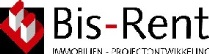 Bis-Rent
IMMOBILIEN - PROJECTONTWIKKELING